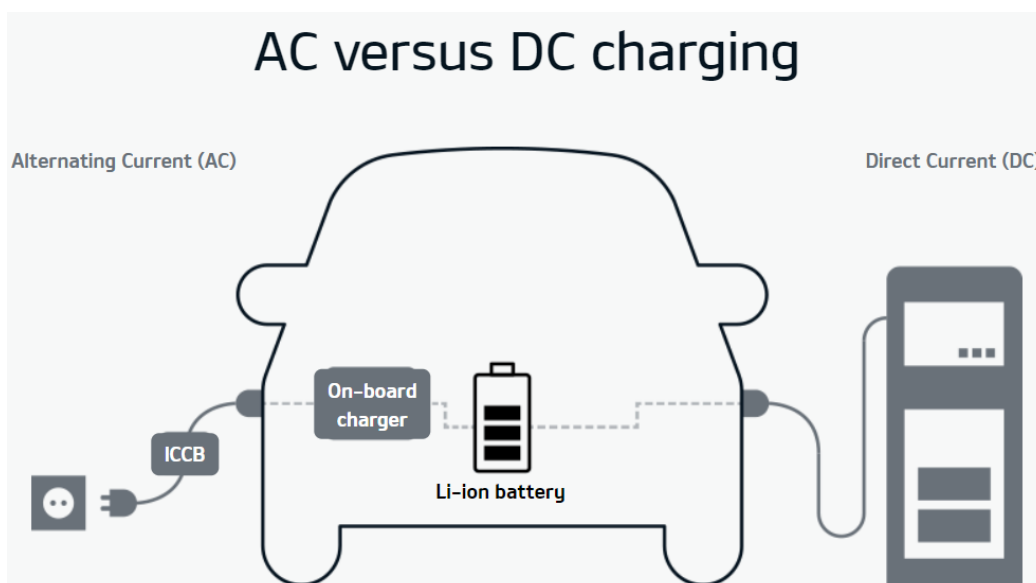 AC versus DC charging
Alternating Current (AC)
Direct Current (DC)
On-board
charger
ICCB
Li-ion battery